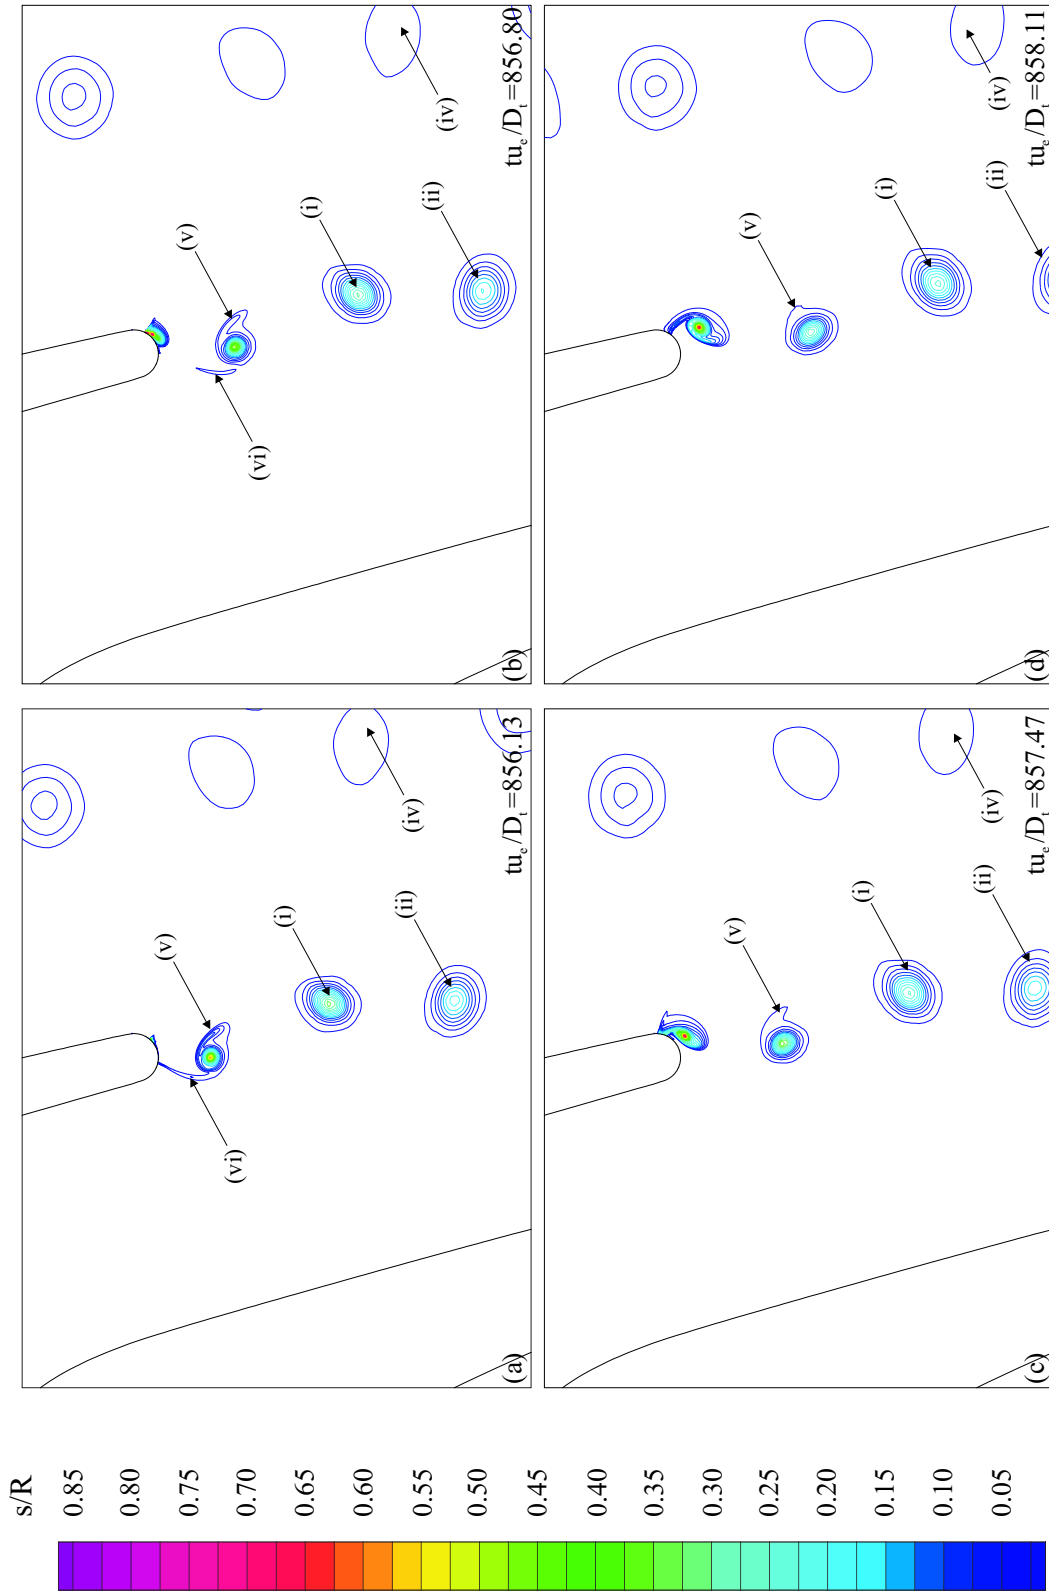 s/R
0.85
0.80
0.75
0.70
0.65
0.60
0.55
0.50
0.45
0.40
0.35
0.30
0.25
0.20
0.15
0.10
0.05
(a)
(vi)
(v)
(i)
(ii)
(iv)
tu_e/D_t=856.13
(b)
(vi)
(v)
(i)
(ii)
(iv)
tu_e/D_t=856.80
(c)
(v)
(i)
(ii)
(iv)
tu_e/D_t=857.47
(d)
(v)
(i)
(ii)
(iv)
tu_e/D_t=858.11